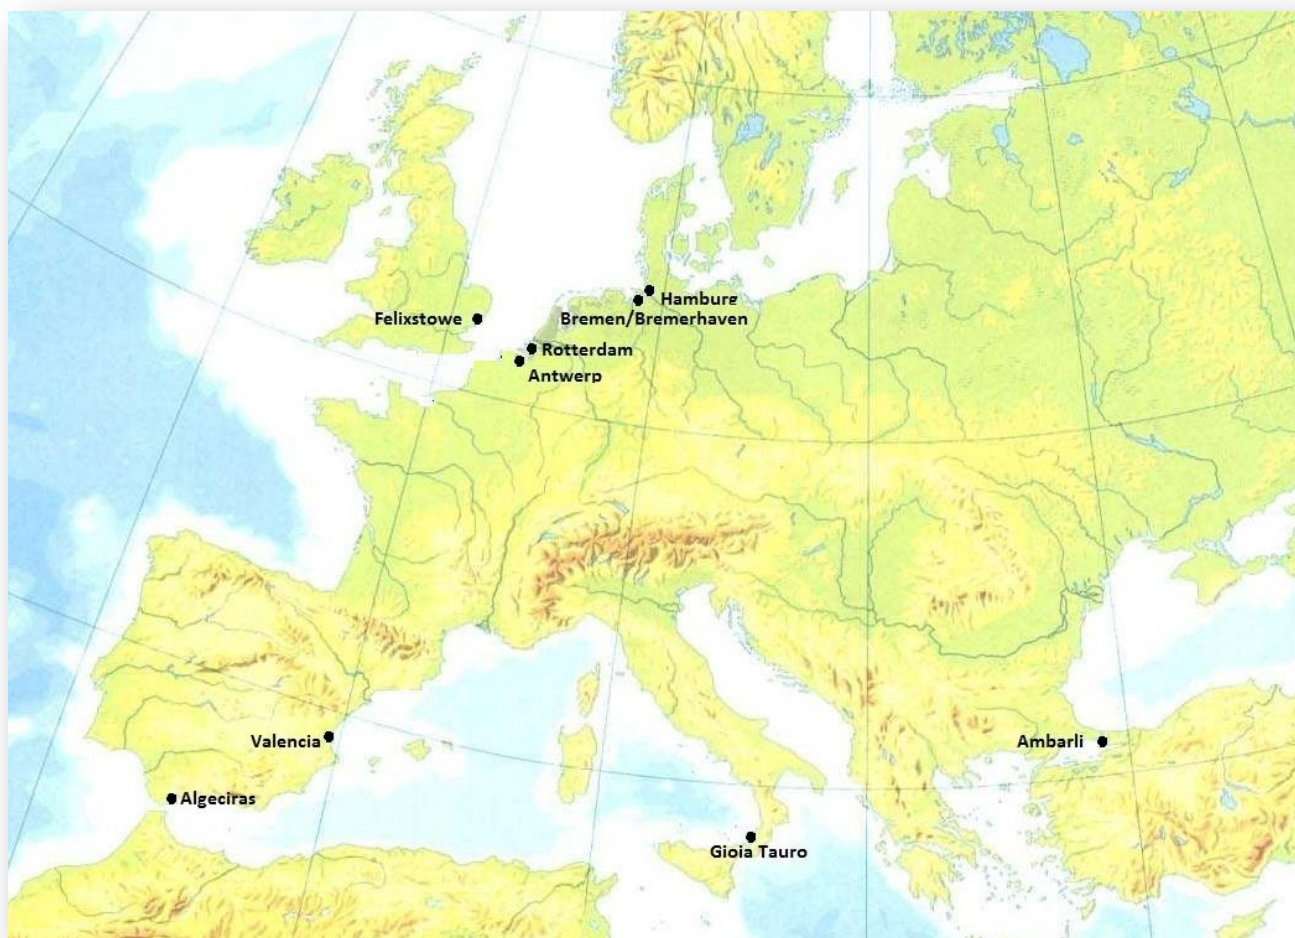 Hamburg
Felixstowe
Bremen/Bremerhaven
Rotterdam
Antwerp
Valencia
Ambarli
Algeciras
Gioia Tauro